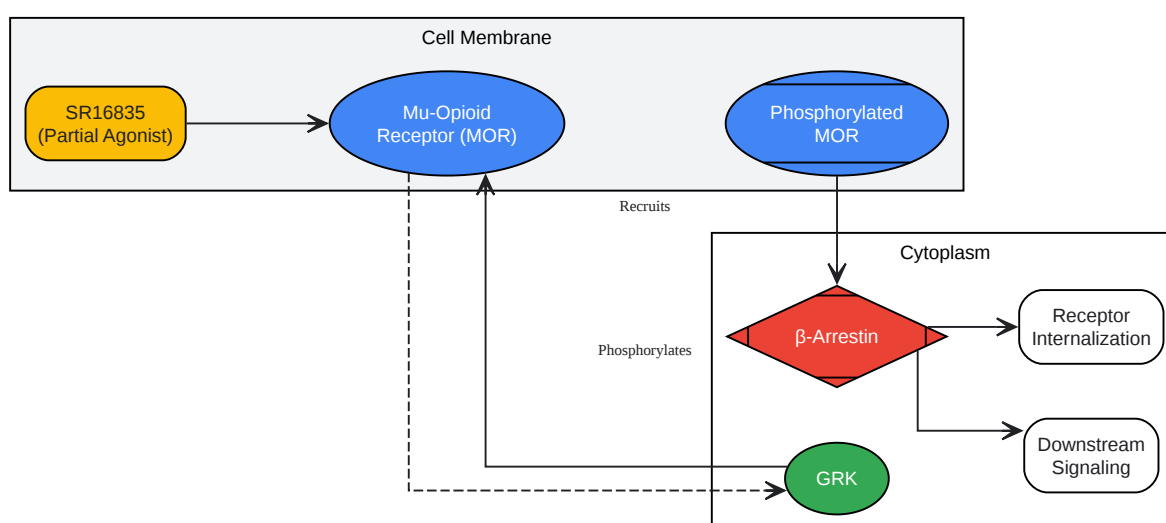 Cell Membrane
SR16835
(Partial Agonist)
Mu-Opioid
Receptor (MOR)
Phosphorylated
MOR
Recruits
Cytoplasm
β-Arrestin
Receptor
Internalization
Phosphorylates
Downstream
Signaling
GRK